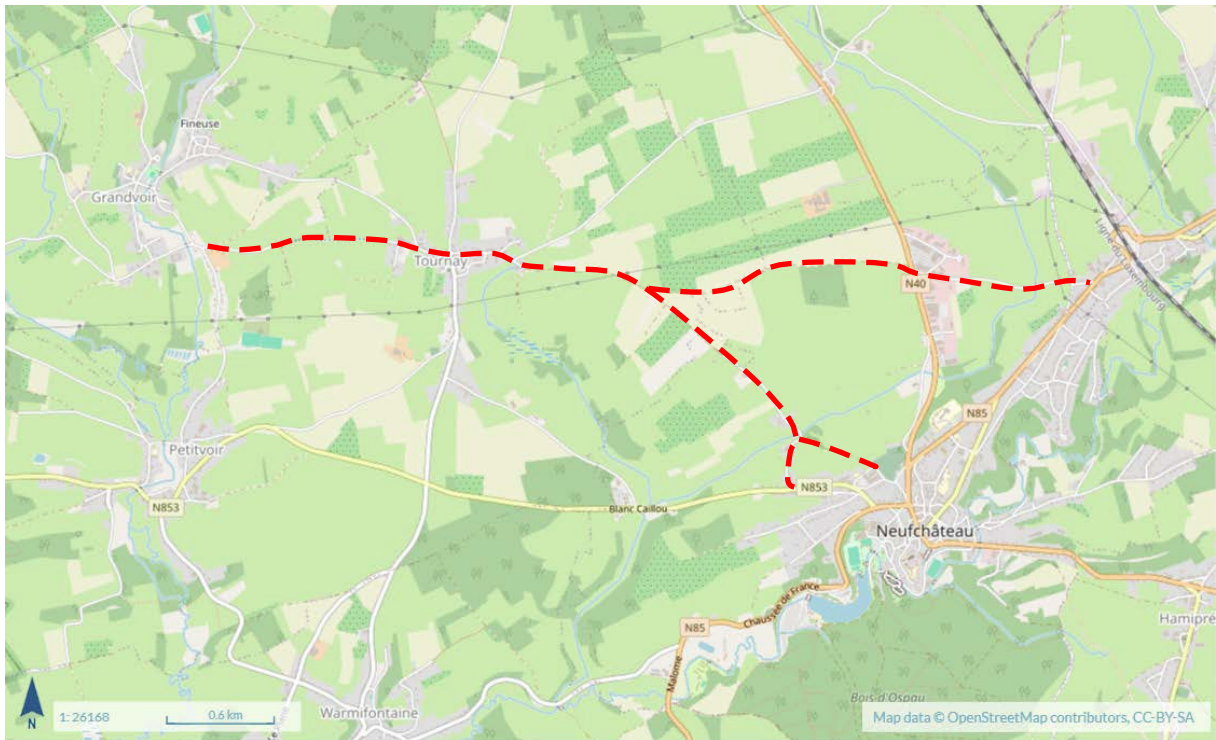 Fineuse
Grandvoir
Tournay
N40
Ligne du Luxembourg
N85
Petitvoir
N853
N853
Blanc Caillou
Neufchâteau
Chaussée de France
N85
Malome
Hamipré
Bois d'Ospau
Warmifontaine
N
1: 26168
0.6 km
Map data © OpenStreetMap contributors, CC-BY-SA